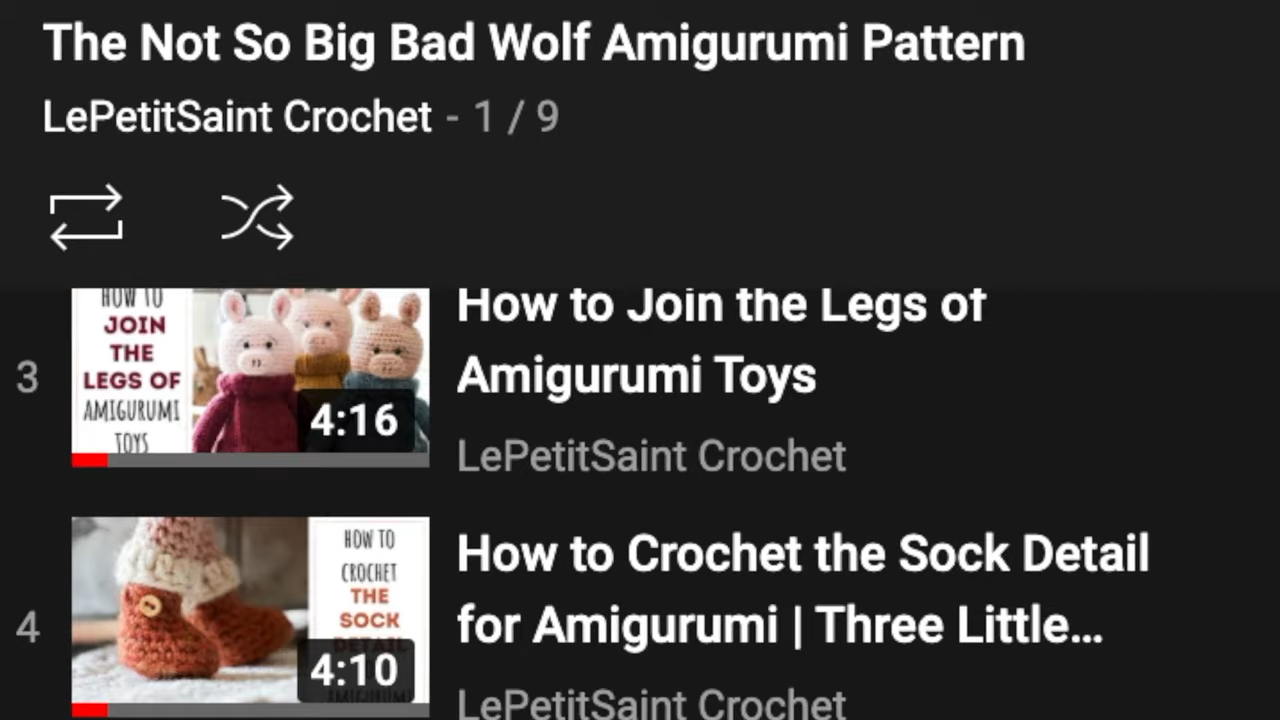 The Not So Big Bad Wolf Amigurumi Pattern
LePetitSaint Crochet - 1 / 9
3
HOW TO
JOIN
THE
LEGS OF
AMIGURUMI
TOYS
4:16
How to Join the Legs of
Amigurumi Toys
LePetitSaint Crochet
4
HOW TO
CROCHET
THE
SOCK
DETAIL
AMIGURUMI
4:10
How to Crochet the Sock Detail
for Amigurumi | Three Little...
LePetitSaint Crochet